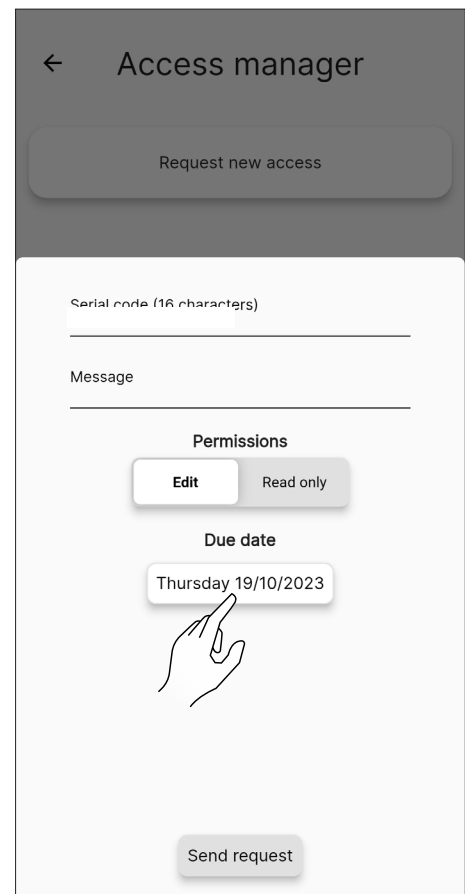 Access manager
Request new access
Serial code (16 characters)
Message
Permissions
Edit Read only
Due date
Thursday 19/10/2023
Send request